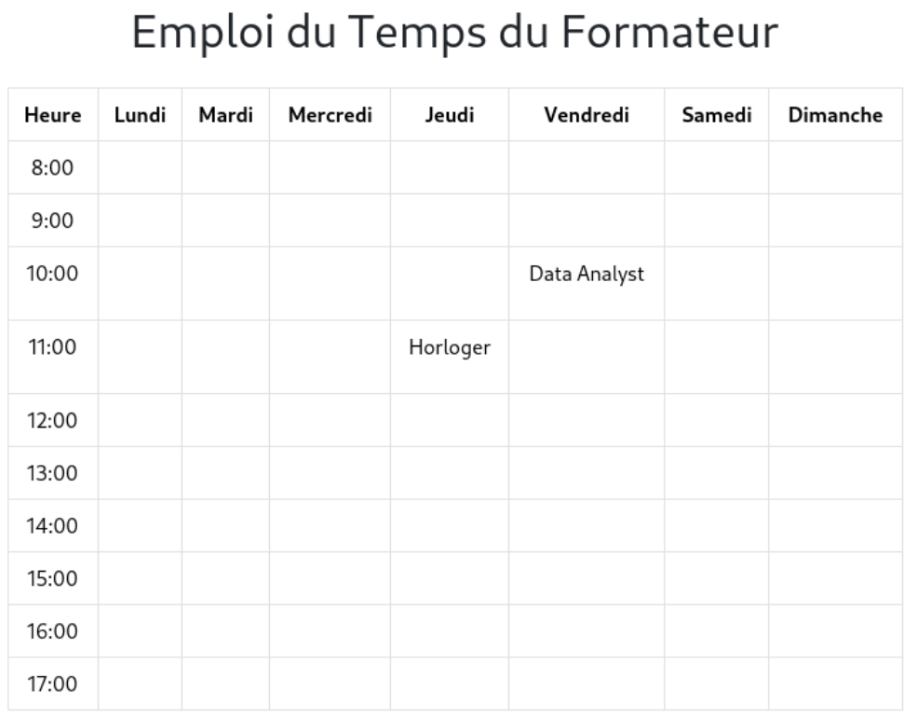 Emploi du Temps du Formateur
Heure Lundi Mardi Mercredi Jeudi Vendredi Samedi Dimanche
8:00
9:00
10:00 Data Analyst
11:00 Horloger
12:00
13:00
14:00
15:00
16:00
17:00